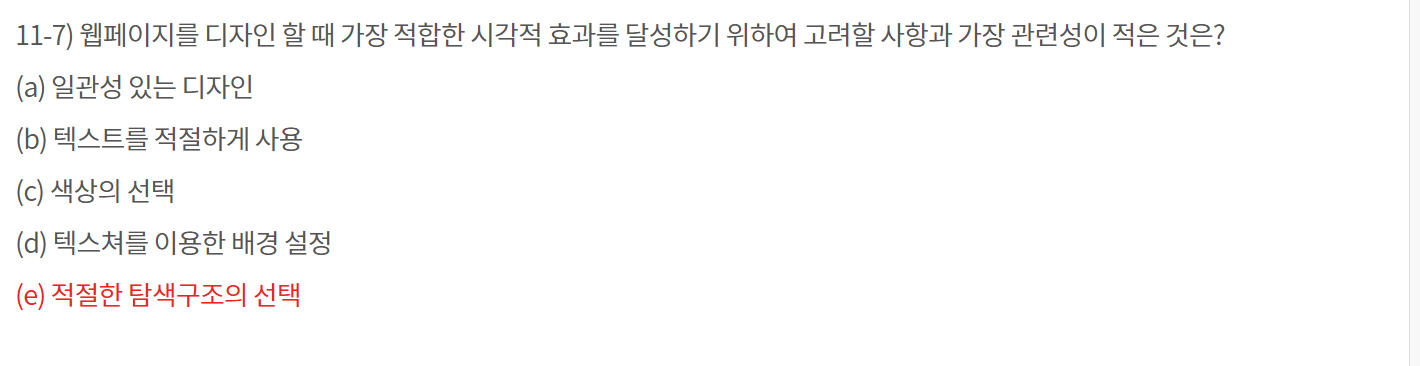 11-7) 웹페이지를 디자인 할 때 가장 적합한 시각적 효과를 달성하기 위하여 고려할 사항과 가장 관련성이 적은 것은?
(a) 일관성 있는 디자인
(b) 텍스트를 적절하게 사용
(c) 색상의 선택
(d) 텍스쳐를 이용한 배경 설정
(e) 적절한 탐색구조의 선택